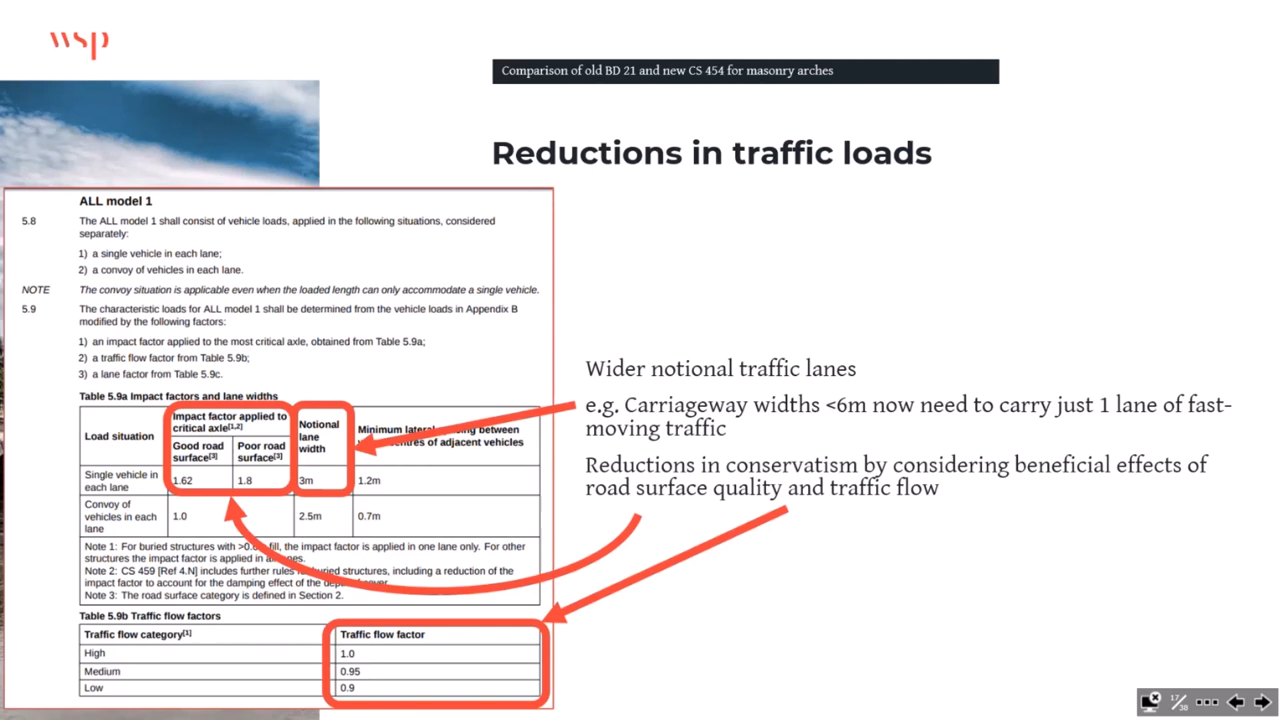 wsp
Comparison of old BD 21 and new CS 454 for masonry arches
Reductions in traffic loads
ALL model 1
5.8 The ALL model 1 shall consist of vehicle loads, applied in the following situations, considered
separately:
1) a single vehicle in each lane;
2) a convoy of vehicles in each lane.
NOTE The convoy situation is applicable even when the loaded length can only accommodate a single vehicle.
5.9 The characteristic loads for ALL model 1 shall be determined from the vehicle loads in Appendix B
modified by the following factors:
1) an impact factor applied to the most critical axle, obtained from Table 5.9a;
2) a traffic flow factor from Table 5.9b;
3) a lane factor from Table 5.9c.
Table 5.9a Impact factors and lane widths
Load situation
Impact factor applied to
critical axle[1,2]
Good road
surface[3]
Poor road
surface[3]
Notional
lane
width
Minimum lateral between
centres of adjacent vehicles
Single vehicle in
each lane
1.62 1.8 3m 1.2m
Convoy of
vehicles in each
lane
1.0 2.5m 0.7m
Note 1: For buried structures with fill, the impact factor is applied in one lane only. For other
structures the impact factor is applied in
Note 2: CS 459 [Ref 4.N] includes further rules buried structures, including a reduction of the
impact factor to account for the damping effect of the
Note 3: The road surface category is defined in Section 2.
Table 5.9b Traffic flow factors
Traffic flow category[1] Traffic flow factor
High 1.0
Medium 0.95
Low 0.9
Wider notional traffic lanes
e.g. Carriageway widths <6m now need to carry just 1 lane of fast-
moving traffic
Reductions in conservatism by considering beneficial effects of
road surface quality and traffic flow
17/38